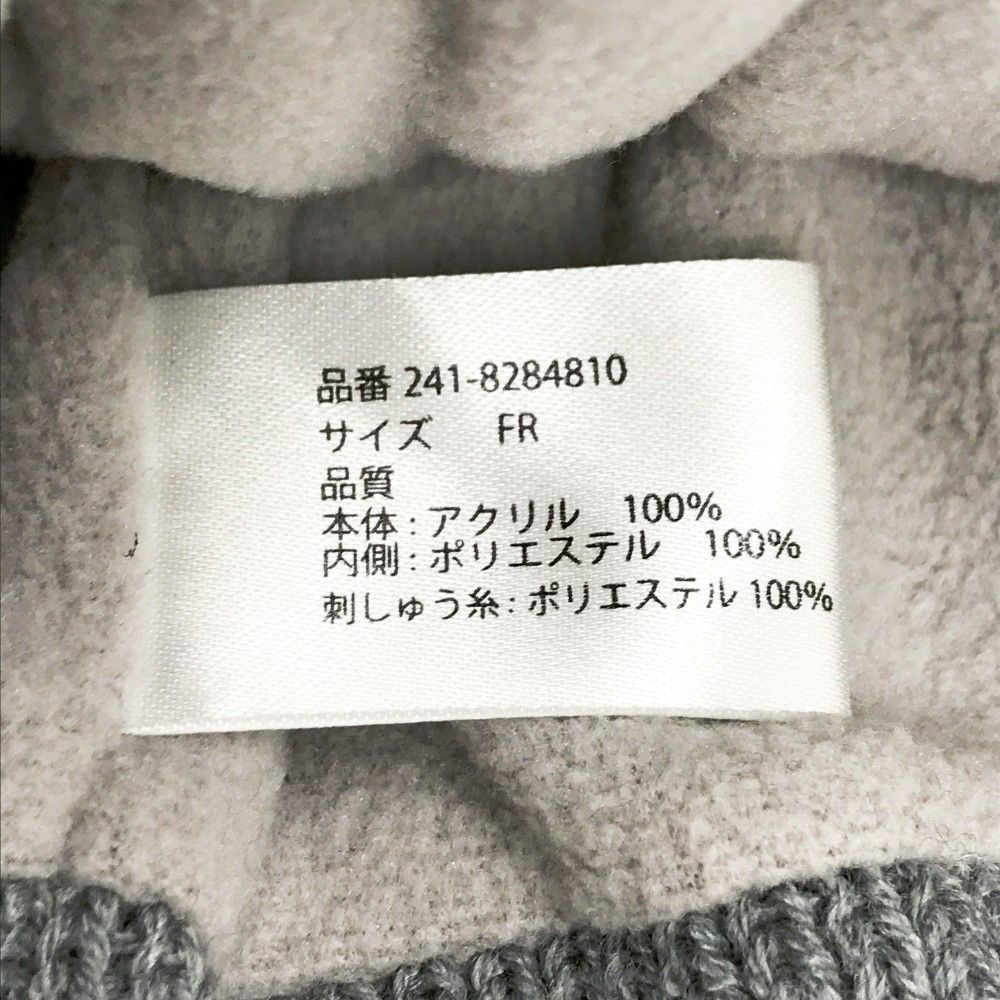 品番 241-8284810
サイズ FR
品質
本体 : アクリル 100%
内側 : ポリエステル 100%
刺しゅう糸 : ポリエステル 100%